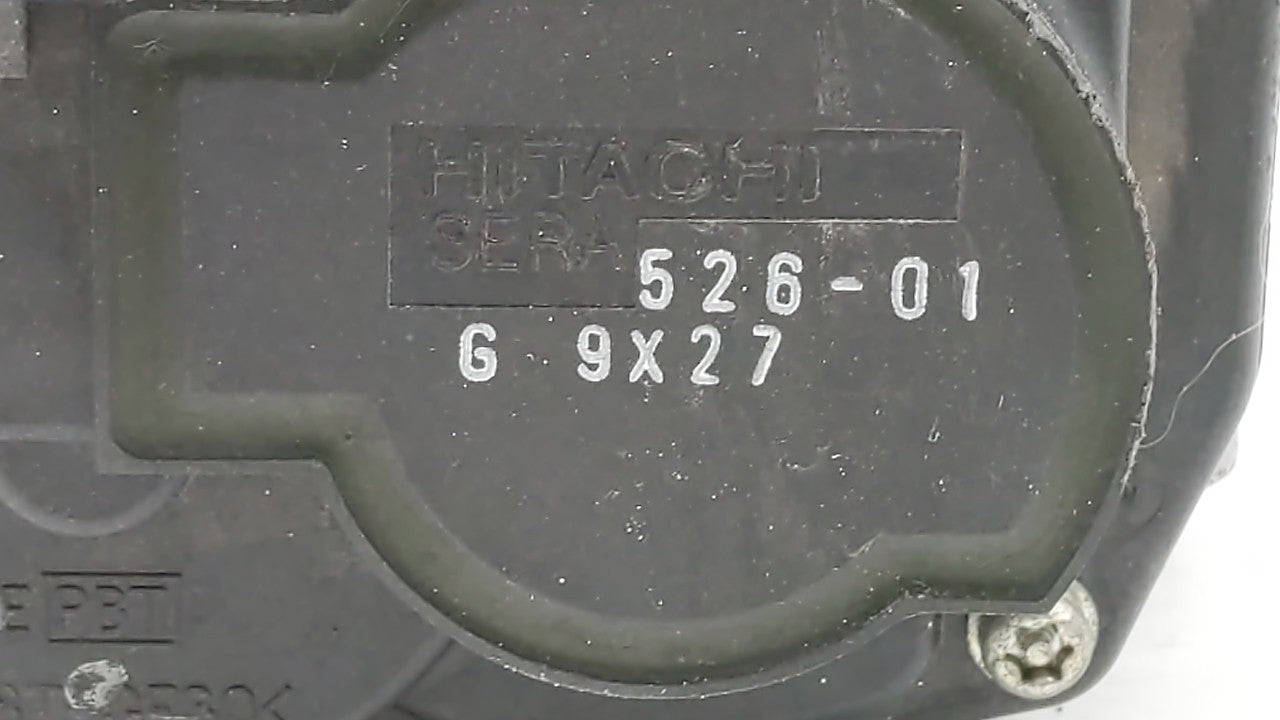 HITACHI
SERA 526-01
G 9X27
PBT